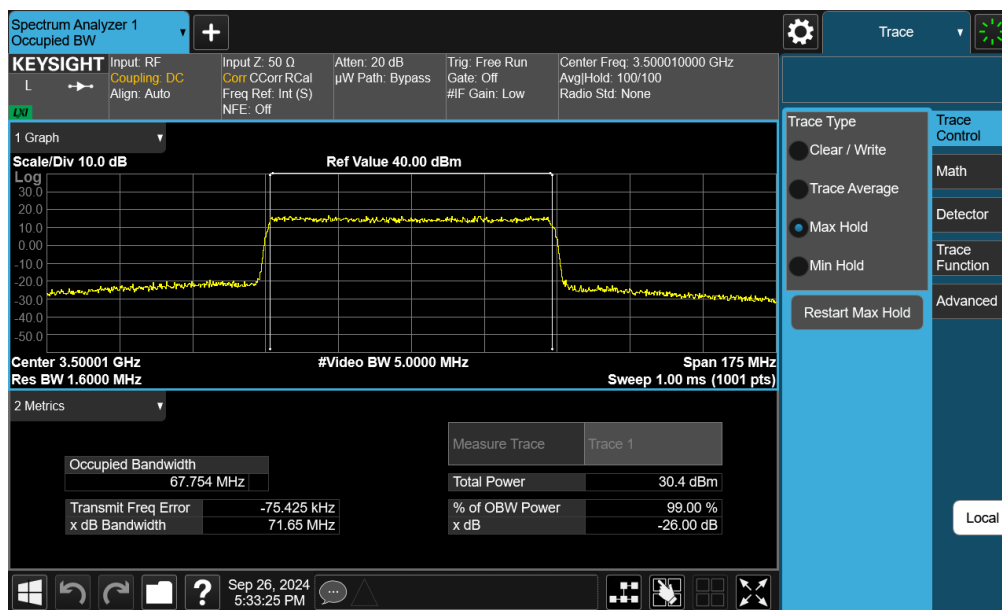 Spectrum Analyzer 1
Occupied BW
+
Trace
KEYSIGHT
L
LXI
Input: RF
Coupling: DC
Align: Auto
Input Z: 50 Ω
Corr CCorr RCal
Freq Ref: Int (S)
NFE: Off
Atten: 20 dB
µW Path: Bypass
Trig: Free Run
Gate: Off
#IF Gain: Low
Center Freq: 3.500010000 GHz
Avg|Hold: 100/100
Radio Std: None
1 Graph
Scale/Div 10.0 dB
Ref Value 40.00 dBm
Log
30.0
20.0
10.0
0.00
-10.0
-20.0
-30.0
-40.0
-50.0
Center 3.50001 GHz
#Video BW 5.0000 MHz
Span 175 MHz
Res BW 1.6000 MHz
Sweep 1.00 ms (1001 pts)
2 Metrics
Measure Trace
Trace 1
Occupied Bandwidth
67.754 MHz
Total Power
30.4 dBm
Transmit Freq Error
-75.425 kHz
% of OBW Power
99.00 %
x dB Bandwidth
71.65 MHz
x dB
-26.00 dB
Trace Type
Clear / Write
Trace Average
Max Hold
Min Hold
Restart Max Hold
Trace
Control
Math
Detector
Trace
Function
Advanced
Local
?
Sep 26, 2024
5:33:25 PM